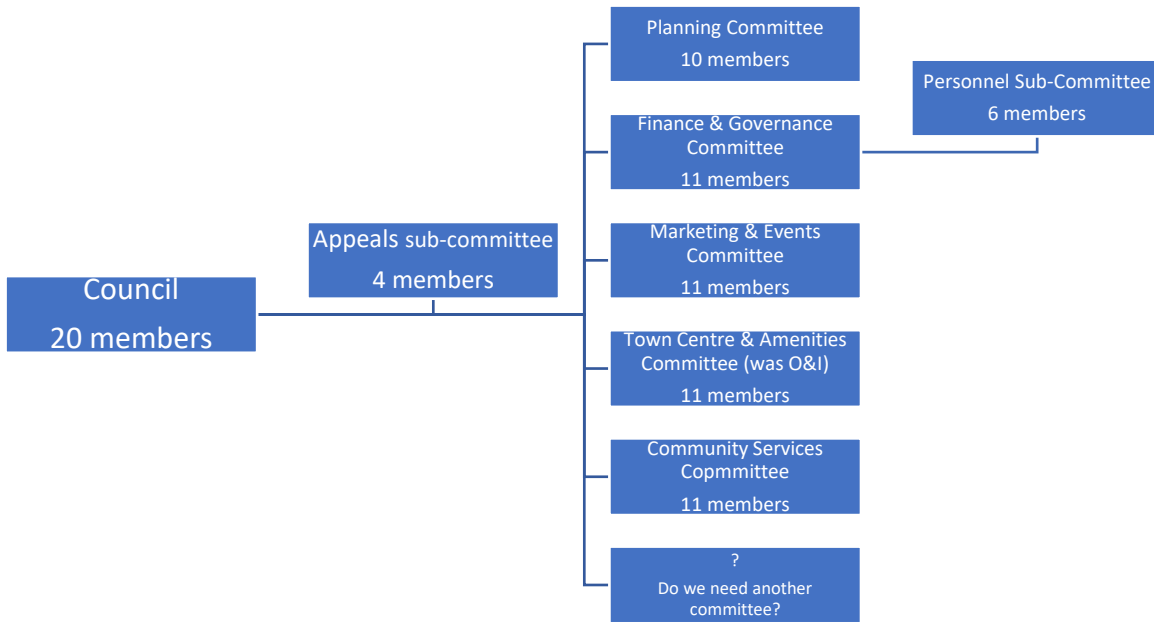 Council
20 members
Appeals sub-committee
4 members
Planning Committee
10 members
Finance & Governance
Committee
11 members
Personnel Sub-Committee
6 members
Marketing & Events
Committee
11 members
Town Centre & Amenities
Committee (was O&I)
11 members
Community Services
Copmmittee
11 members
?
Do we need another
committee?